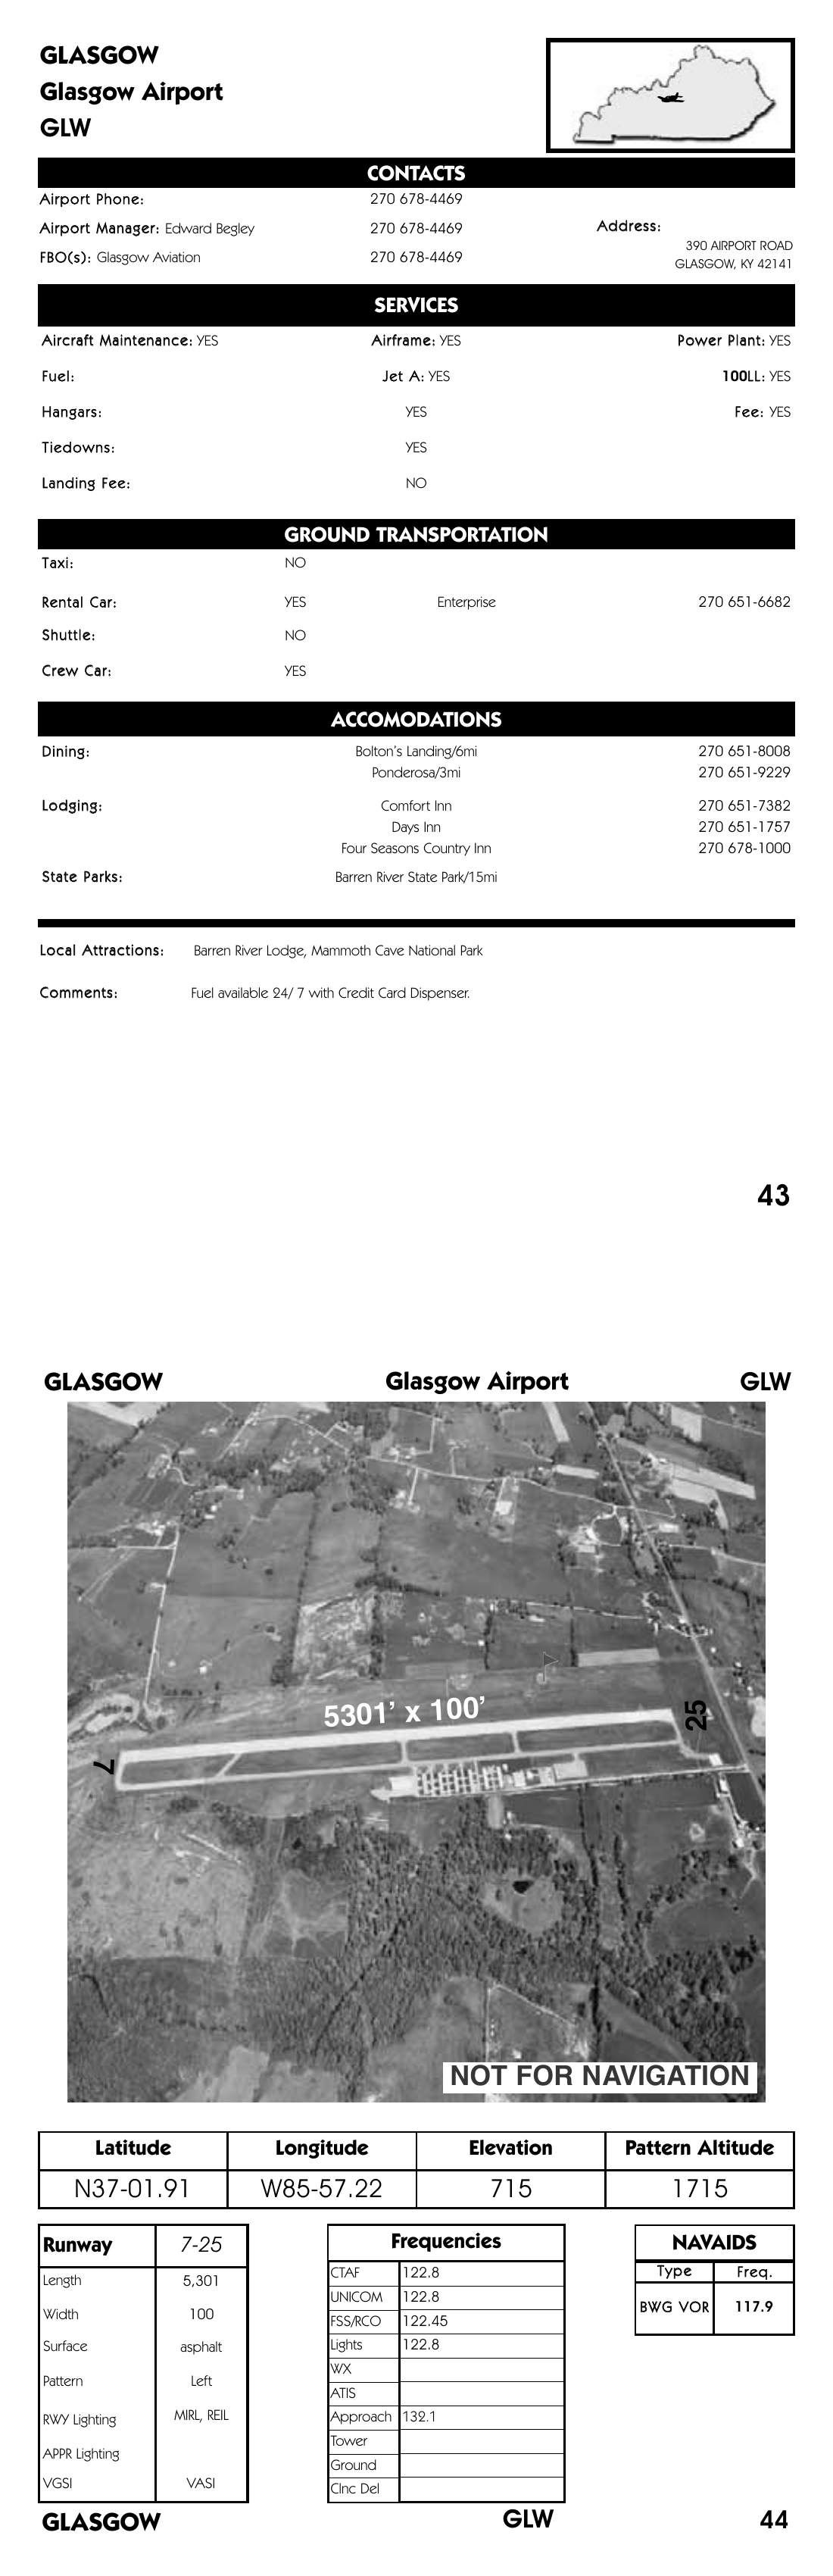 GLASGOW
Glasgow Airport
GLW
CONTACTS
Airport Phone: 270 678-4469
Airport Manager: Edward Begley 270 678-4469 Address:
390 AIRPORT ROAD
FBO(s): Glasgow Aviation 270 678-4469
GLASGOW, KY 42141
SERVICES
Aircraft Maintenance: YES Airframe: YES Power Plant: YES
Fuel: Jet A: YES 100LL: YES
Hangars: YES Fee: YES
Tiedowns: YES
Landing Fee: NO
GROUND TRANSPORTATION
Taxi: NO
Rental Car: YES Enterprise 270 651-6682
Shuttle: NO
Crew Car: YES
ACCOMODATIONS
Dining: Bolton's Landing/6mi 270 651-8008
Ponderosa/3mi 270 651-9229
Lodging: Comfort Inn 270 651-7382
Days Inn 270 651-1757
Four Seasons Country Inn 270 678-1000
State Parks: Barren River State Park/15mi
Local Attractions: Barren River Lodge, Mammoth Cave National Park
Comments: Fuel available 24/ 7 with Credit Card Dispenser.
43
GLASGOW Glasgow Airport GLW
5301' x 100'
25
7
NOT FOR NAVIGATION
Latitude Longitude Elevation Pattern Altitude
N37-01.91 W85-57.22 715 1715
Runway 7-25
Length 5,301
Width 100
Surface asphalt
Pattern Left
RWY Lighting MIRL, REIL
APPR Lighting
VGSI VASI
Frequencies
CTAF 122.8
UNICOM 122.8
FSS/RCO 122.45
Lights 122.8
WX
ATIS
Approach 132.1
Tower
Ground
Clnc Del
NAVAIDS
Type Freq.
BWG VOR 117.9
GLASGOW GLW 44